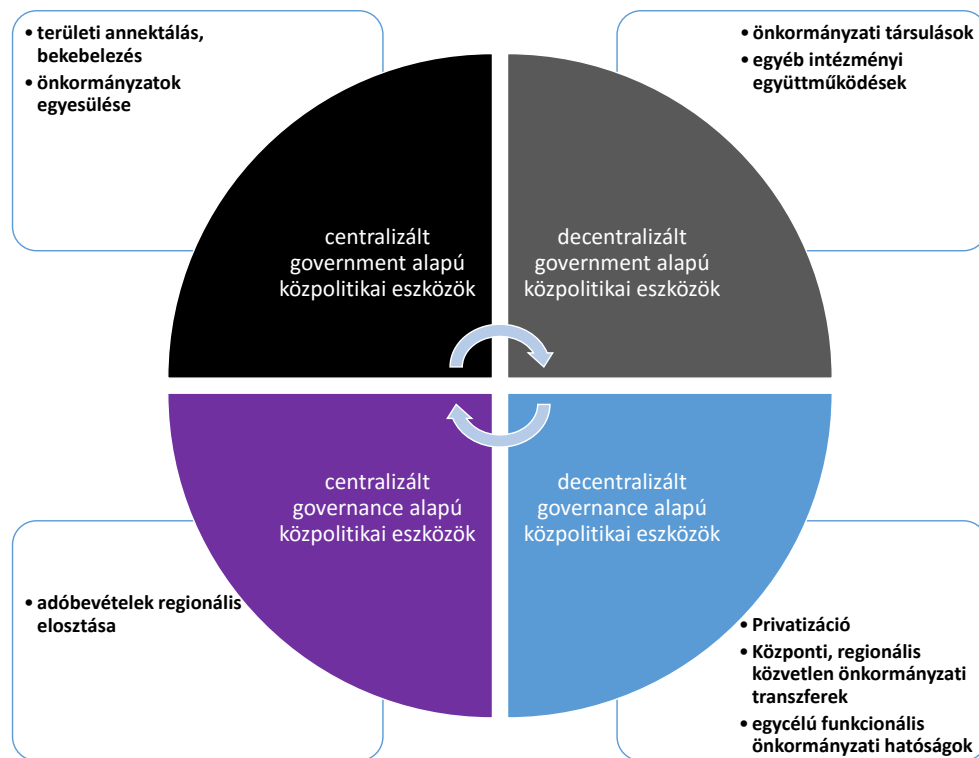 • területi annektálás,
bekebelezés
• önkormányzatok
egyesülése
• önkormányzati társulások
• egyéb intézményi
együttműködések
centralizált
government alapú
közpolitikai eszközök
decentralizált
government alapú
közpolitikai eszközök
centralizált
governance alapú
közpolitikai eszközök
decentralizált
governance alapú
közpolitikai eszközök
• adóbevételek regionális
elosztása
• Privatizáció
• Központi, regionális
közvetlen önkormányzati
transzferek
• egycélú funkcionális
önkormányzati hatóságok